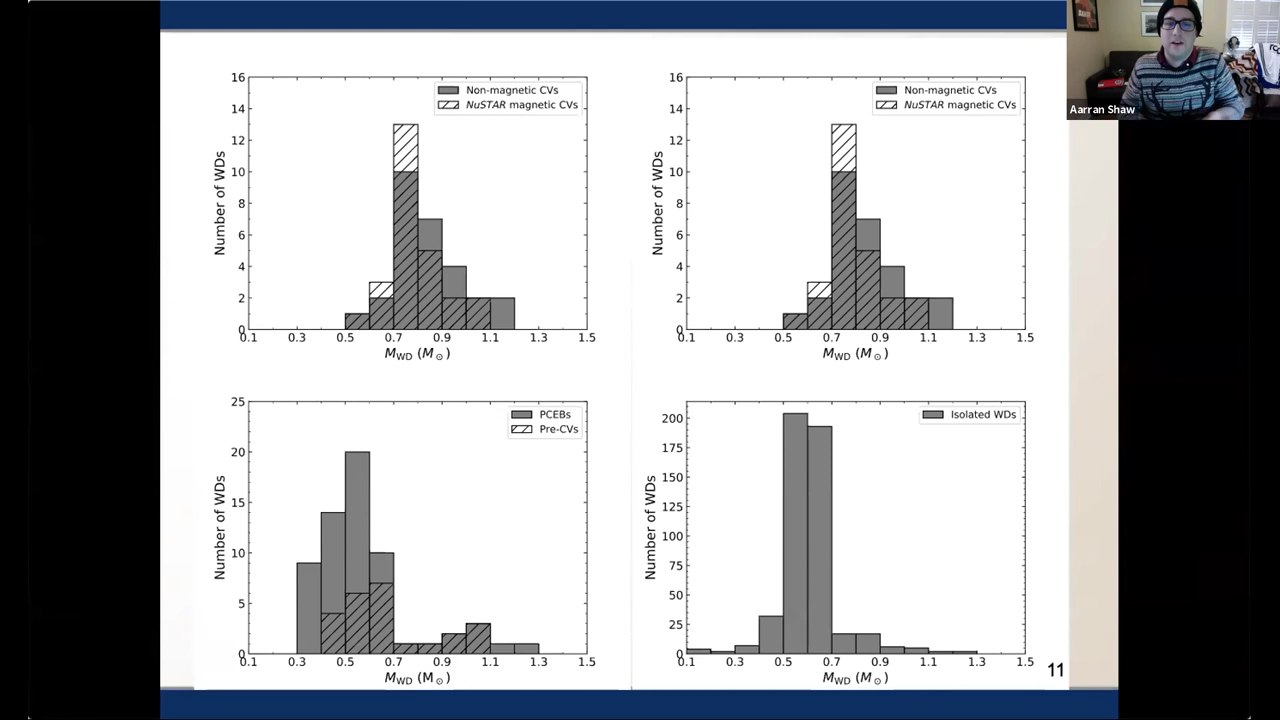 Aarran Shaw
16
14
12
10
8
6
4
2
0
Number of WDs
Non-magnetic CVs
NuSTAR magnetic CVs
0.1 0.3 0.5 0.7 0.9 1.1 1.3 1.5
M_WD (M_⊙)
16
14
12
10
8
6
4
2
0
Number of WDs
Non-magnetic CVs
NuSTAR magnetic CVs
0.1 0.3 0.5 0.7 0.9 1.1 1.3 1.5
M_WD (M_⊙)
25
20
15
10
5
0
Number of WDs
PCEBs
Pre-CVs
0.1 0.3 0.5 0.7 0.9 1.1 1.3 1.5
M_WD (M_⊙)
200
175
150
125
100
75
50
25
0
Number of WDs
Isolated WDs
0.1 0.3 0.5 0.7 0.9 1.1 1.3 1.5
M_WD (M_⊙)
11